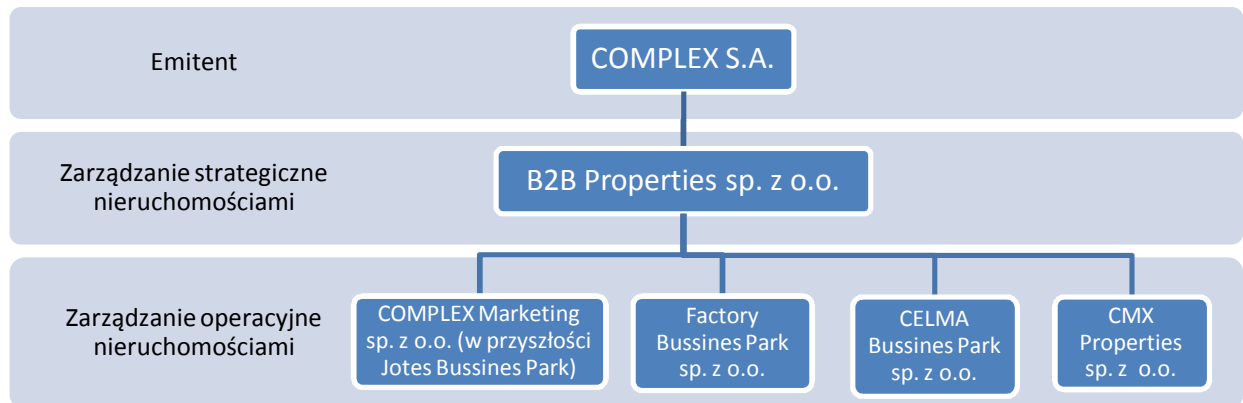 Emitent
COMPLEX S.A.
Zarządzanie strategiczne
nieruchomościami
B2B Properties sp. z o.o.
Zarządzanie operacyjne
nieruchomościami
COMPLEX Marketing
sp. z o.o. (w przyszłości
Jotes Bussines Park)
Factory
Bussines Park
sp. z o.o.
CELMA
Bussines Park
sp. z o.o.
CMX
Properties
sp. z o.o.